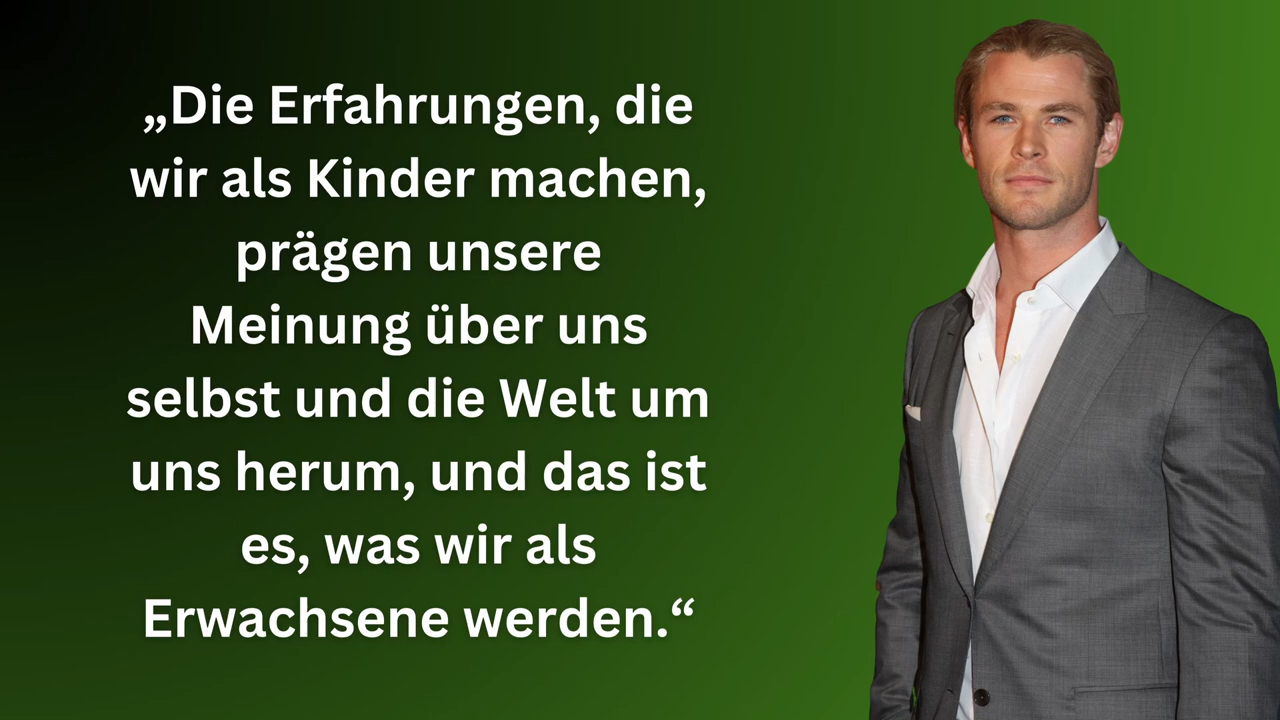 „Die Erfahrungen, die
wir als Kinder machen,
prägen unsere
Meinung über uns
selbst und die Welt um
uns herum, und das ist
es, was wir als
Erwachsene werden.“